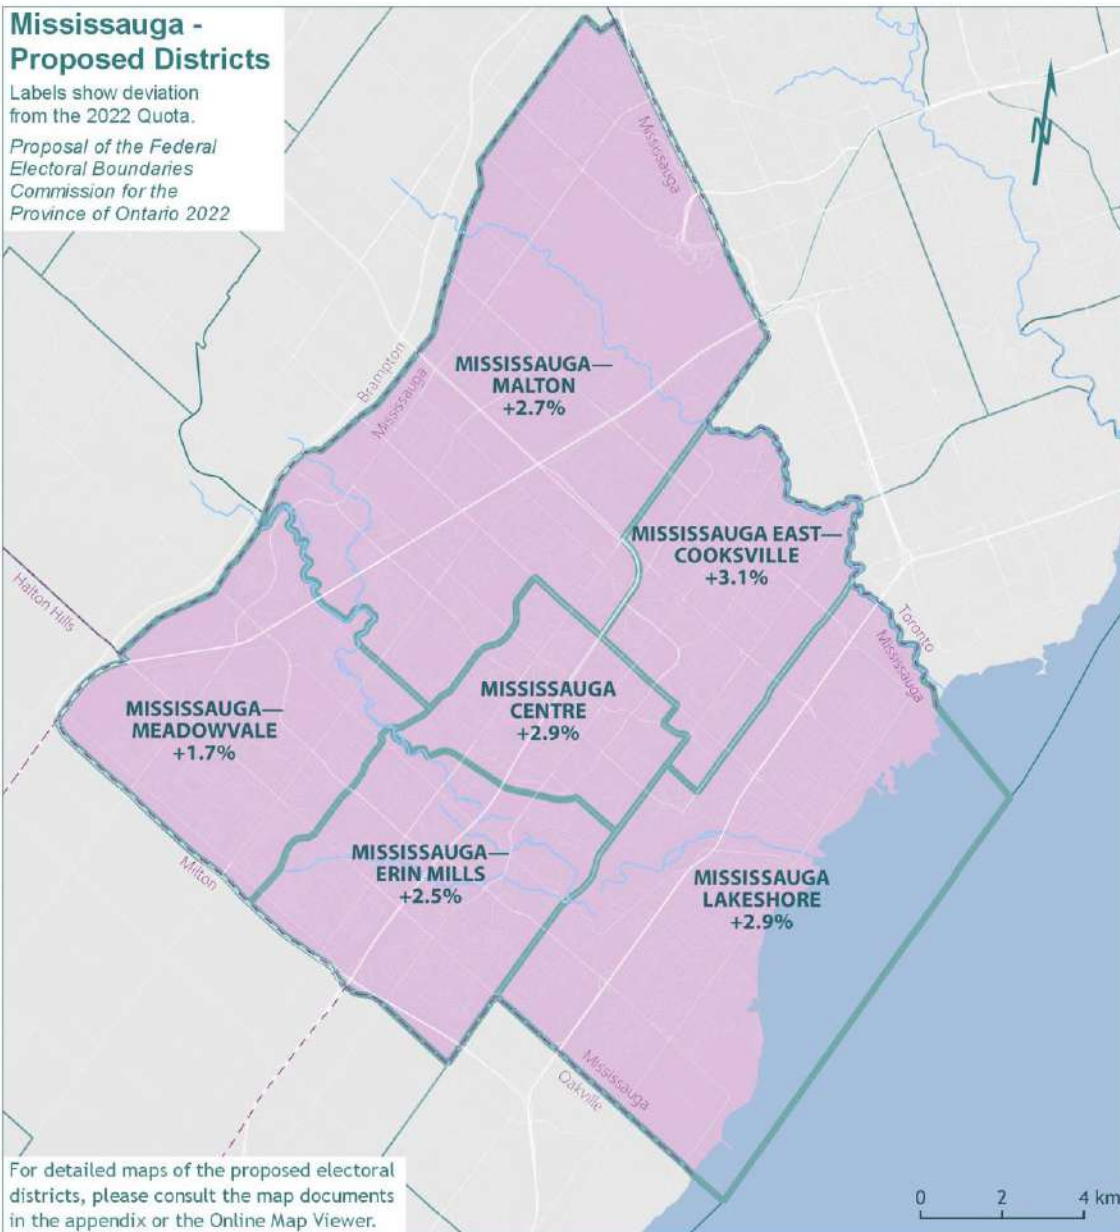 Mississauga -
Proposed Districts
Labels show deviation
from the 2022 Quota.
Proposal of the Federal
Electoral Boundaries
Commission for the
Province of Ontario 2022
N
Mississauga
Brampton
Mississauga
MISSISSAUGA—
MALTON
+2.7%
MISSISSAUGA EAST—
COOKSVILLE
+3.1%
Halton Hills
Toronto
Mississauga
MISSISSAUGA
CENTRE
+2.9%
MISSISSAUGA—
MEADOWVALE
+1.7%
MISSISSAUGA—
ERIN MILLS
+2.5%
Milton
MISSISSAUGA
LAKESHORE
+2.9%
Mississauga
Oakville
For detailed maps of the proposed electoral
districts, please consult the map documents
in the appendix or the Online Map Viewer.
0 2 4 km